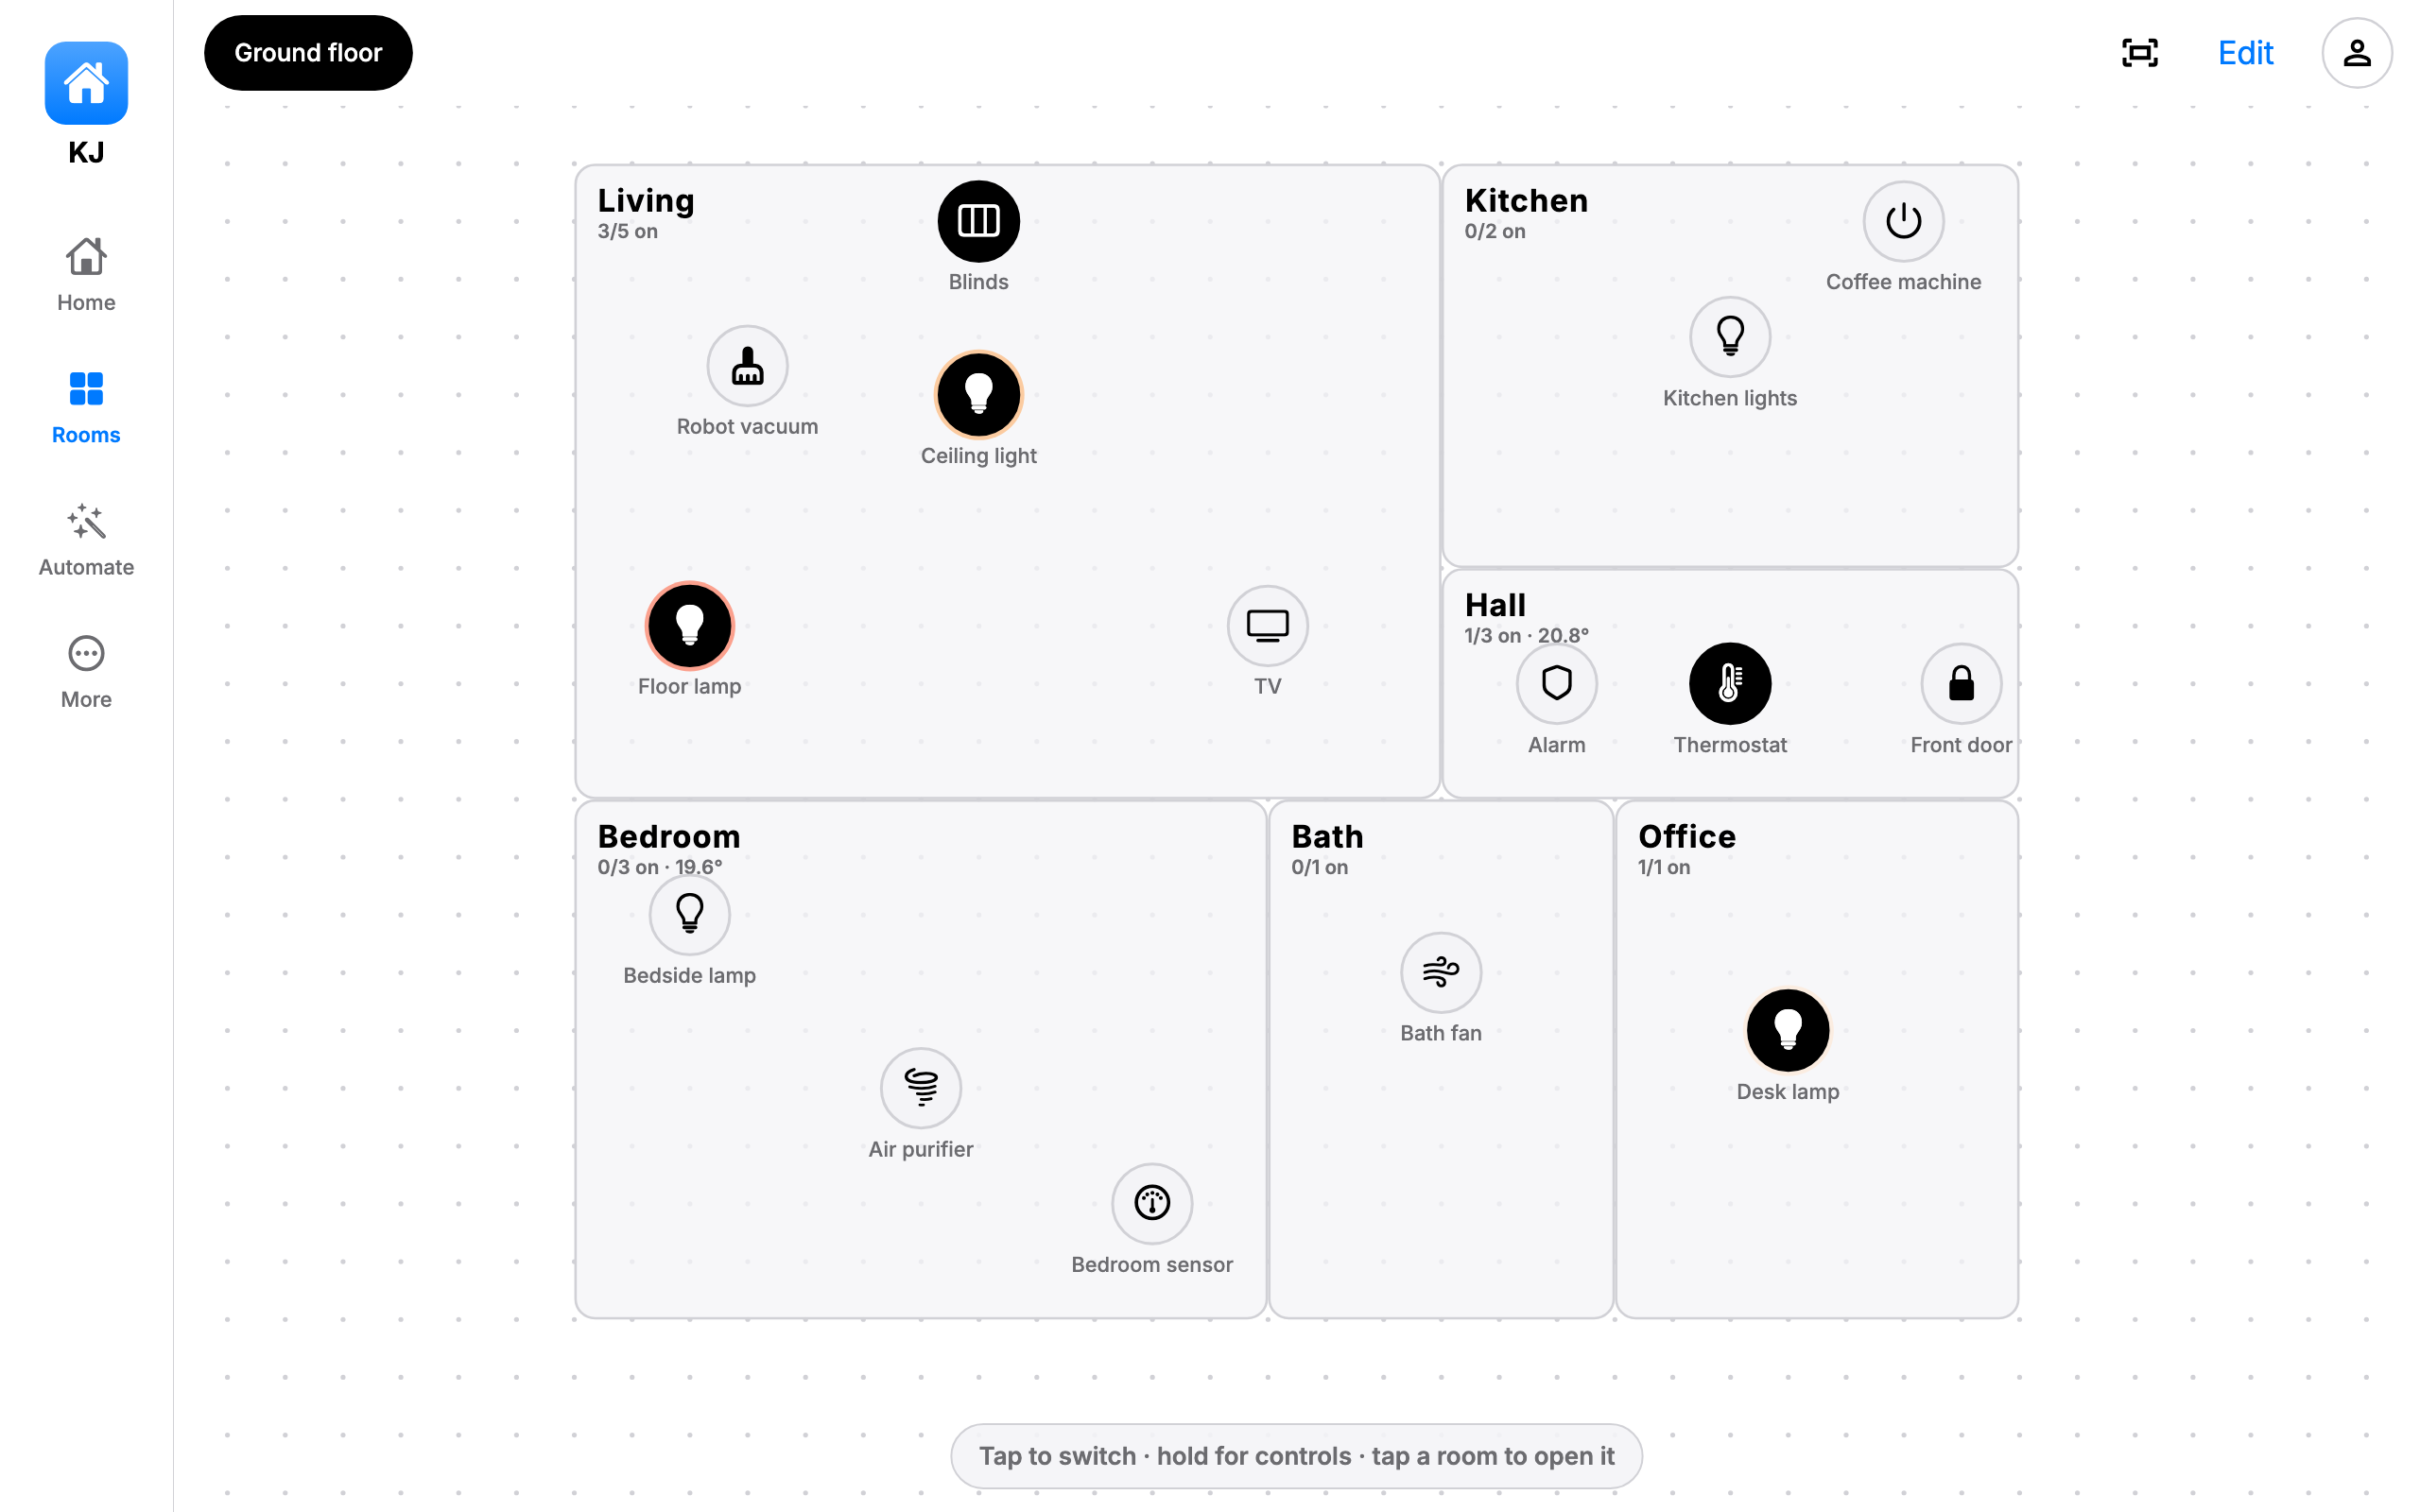 Ground floor
Edit
KJ
Home
Rooms
Automate
More
Living
3/5 on
Blinds
Robot vacuum
Ceiling light
Floor lamp
TV
Kitchen
0/2 on
Coffee machine
Kitchen lights
Hall
1/3 on · 20.8°
Alarm
Thermostat
Front door
Bedroom
0/3 on · 19.6°
Bedside lamp
Air purifier
Bedroom sensor
Bath
0/1 on
Bath fan
Office
1/1 on
Desk lamp
Tap to switch · hold for controls · tap a room to open it